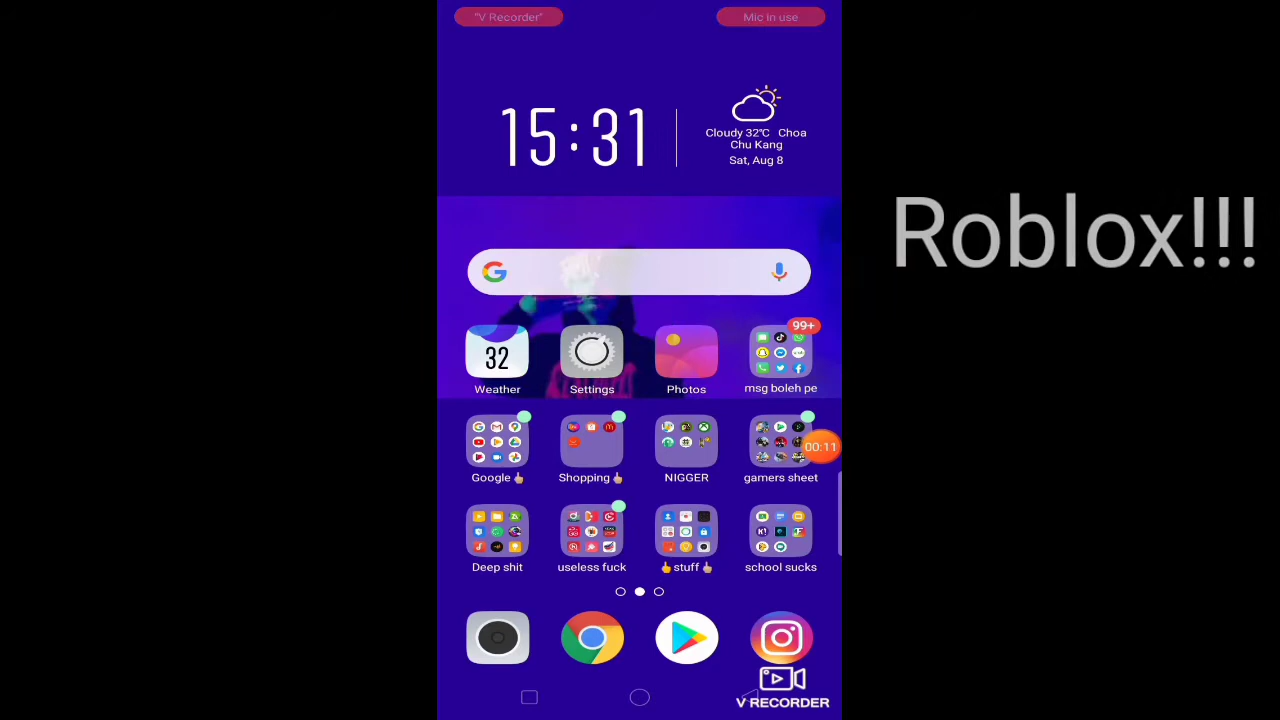 "V Recorder" Mic in use
15:31
Cloudy 32°C Choa
Chu Kang
Sat, Aug 8
Roblox!!!
99+
32
Weather Settings Photos msg boleh pe
00:11
Google🖕 Shopping🖕 NIGGER gamers sheet
Deep shit useless fuck 🖕stuff🖕 school sucks
V RECORDER